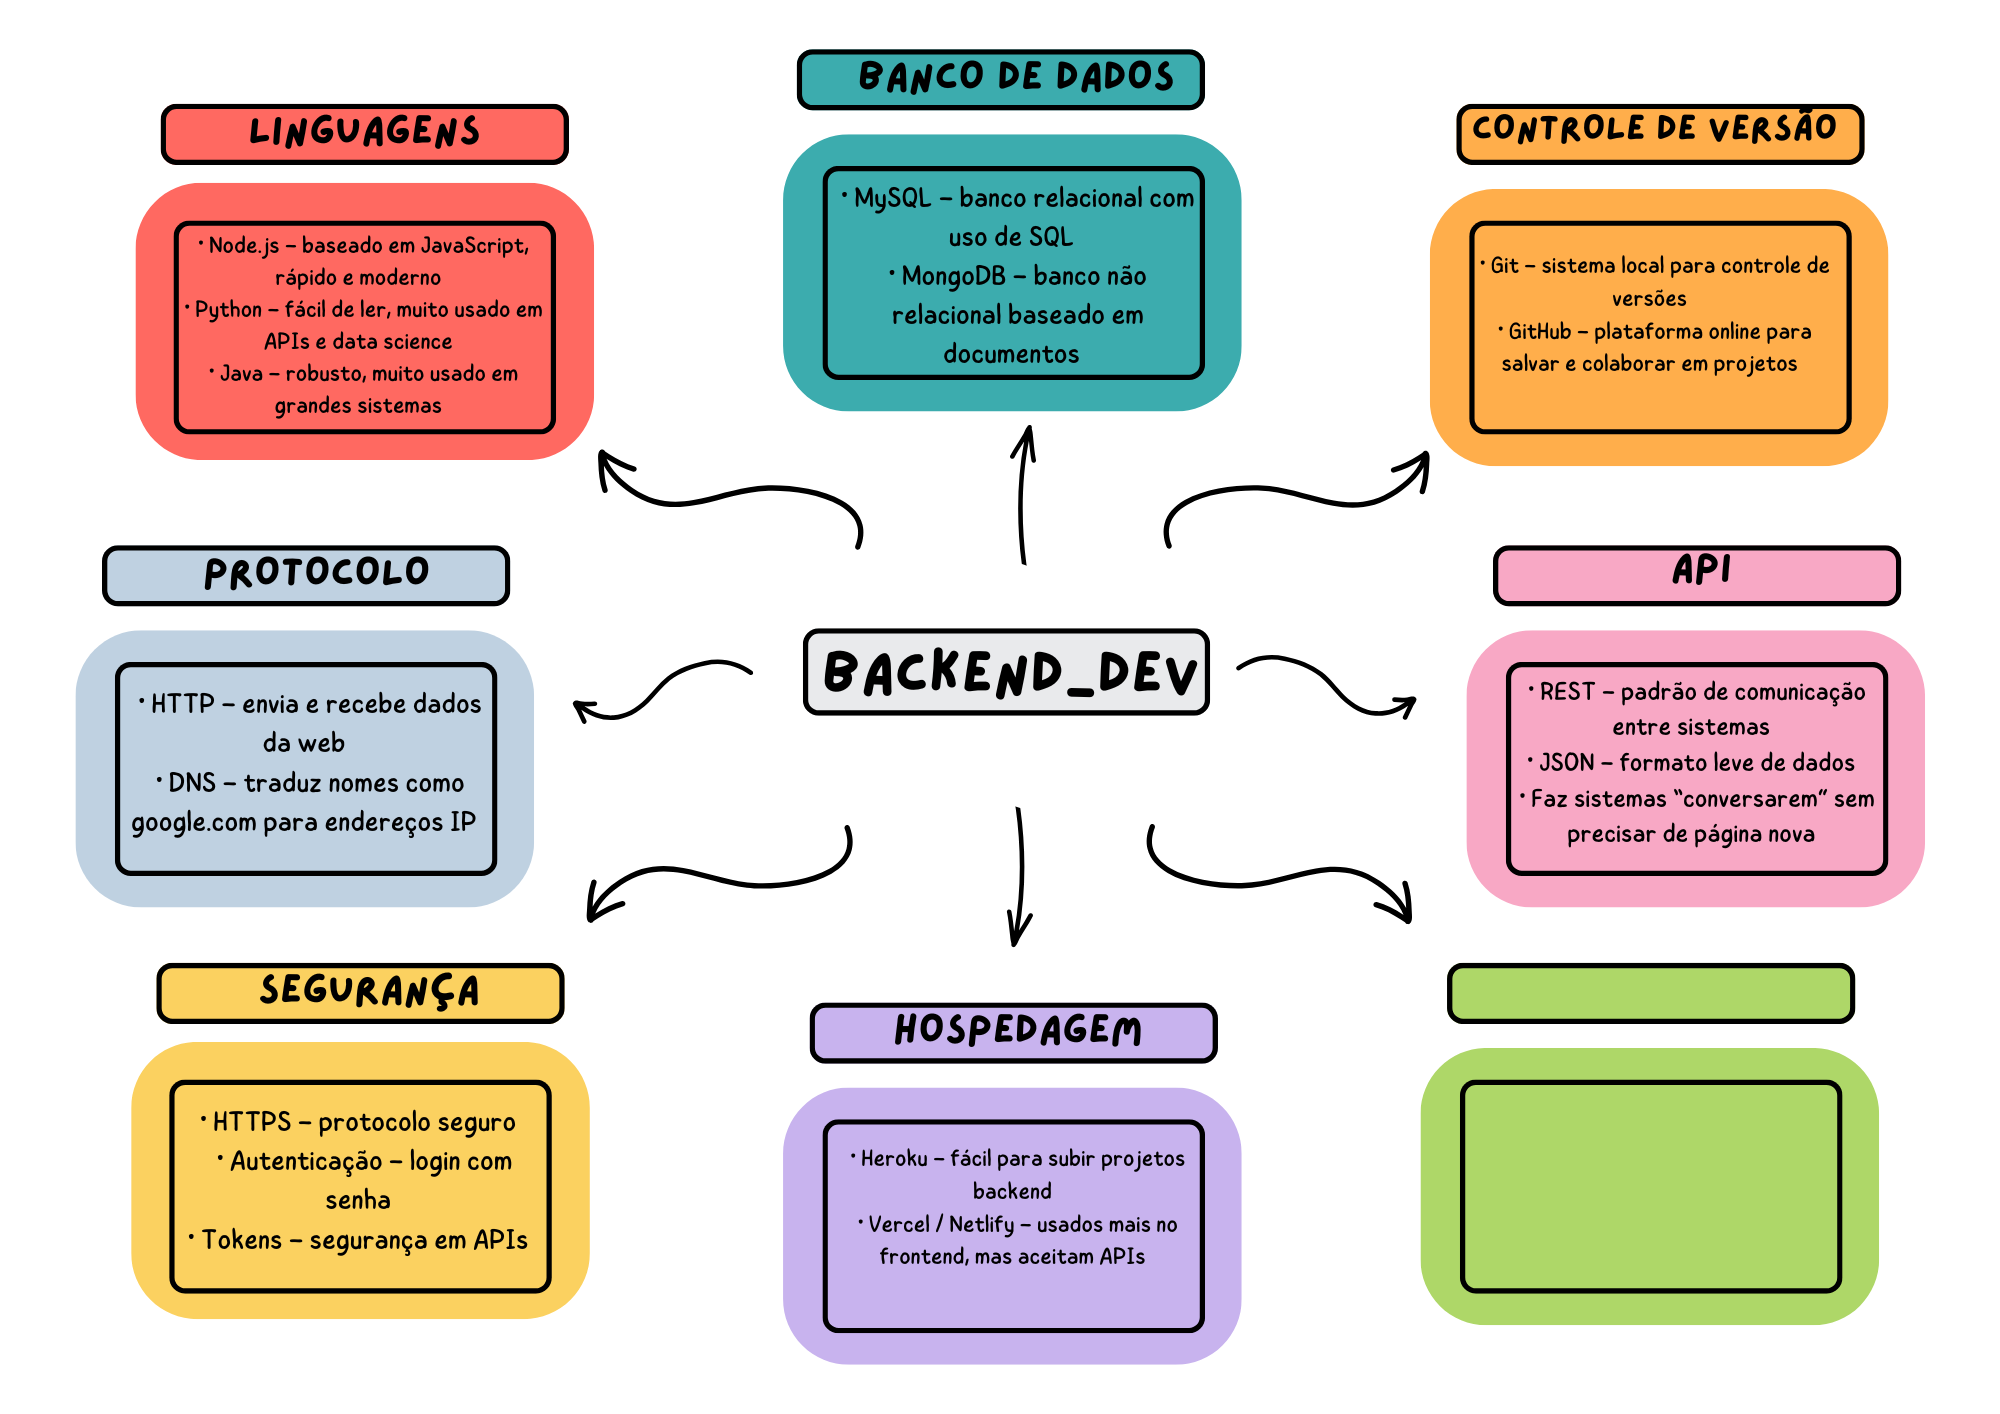 BANCO DE DADOS
• MySQL – banco relacional com
uso de SQL
• MongoDB – banco não
relacional baseado em
documentos
LINGUAGENS
• Node.js – baseado em JavaScript,
rápido e moderno
• Python – fácil de ler, muito usado em
APIs e data science
• Java – robusto, muito usado em
grandes sistemas
CONTROLE DE VERSÃO
• Git – sistema local para controle de
versões
• GitHub – plataforma online para
salvar e colaborar em projetos
PROTOCOLO
• HTTP – envia e recebe dados
da web
• DNS – traduz nomes como
google.com para endereços IP
BACKEND_DEV
API
• REST – padrão de comunicação
entre sistemas
• JSON – formato leve de dados
• Faz sistemas “conversarem” sem
precisar de página nova
SEGURANÇA
• HTTPS – protocolo seguro
• Autenticação – login com
senha
• Tokens – segurança em APIs
HOSPEDAGEM
• Heroku – fácil para subir projetos
backend
• Vercel / Netlify – usados mais no
frontend, mas aceitam APIs